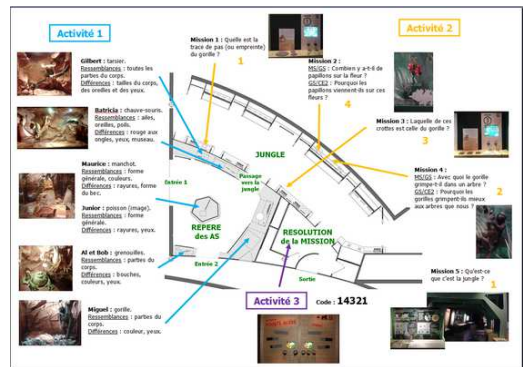 Activité 1
Gilbert : tarsier.
Ressemblances : toutes les
parties du corps.
Différences : tailles du corps,
des oreilles et des yeux.
Batricia : chauve-souris.
Ressemblances : ailes,
oreilles, poils.
Différences : rouge aux
ongles, yeux, museau.
Maurice : manchot.
Ressemblances : forme
générale, couleurs.
Différences : rayures, forme
du bec.
Junior : poisson (image).
Ressemblances : forme
générale.
Différences : rayures, yeux.
Al et Bob : grenouilles.
Ressemblances : parties du
corps.
Différences : bouches,
couleurs, yeux.
Miguel : gorille.
Ressemblances : parties du
corps.
Différences : couleur, yeux.
Mission 1 : Quelle est la
trace de pas (ou empreinte)
du gorille ?
1
Activité 2
Mission 2 :
MS/GS : Combien y a-t-il de
papillons sur la fleur ?
GS/CE2 : Pourquoi les
papillons viennent-ils sur ces
fleurs ?
4
Mission 3 : Laquelle de ces
crottes est celle du gorille ?
3
Mission 4 :
MS/GS : Avec quoi le gorille
grimpe-t-il dans un arbre ?
GS/CE2 : Pourquoi les
gorilles grimpent-ils mieux
aux arbres que nous ?
2
Mission 5 : Qu'est-ce
que c'est la jungle ?
1
JUNGLE
Passage
vers la
jungle
Entrée 1
REPERE
des AS
Entrée 2
RESOLUTION
de la MISSION
Sortie
Activité 3
Code : 14321